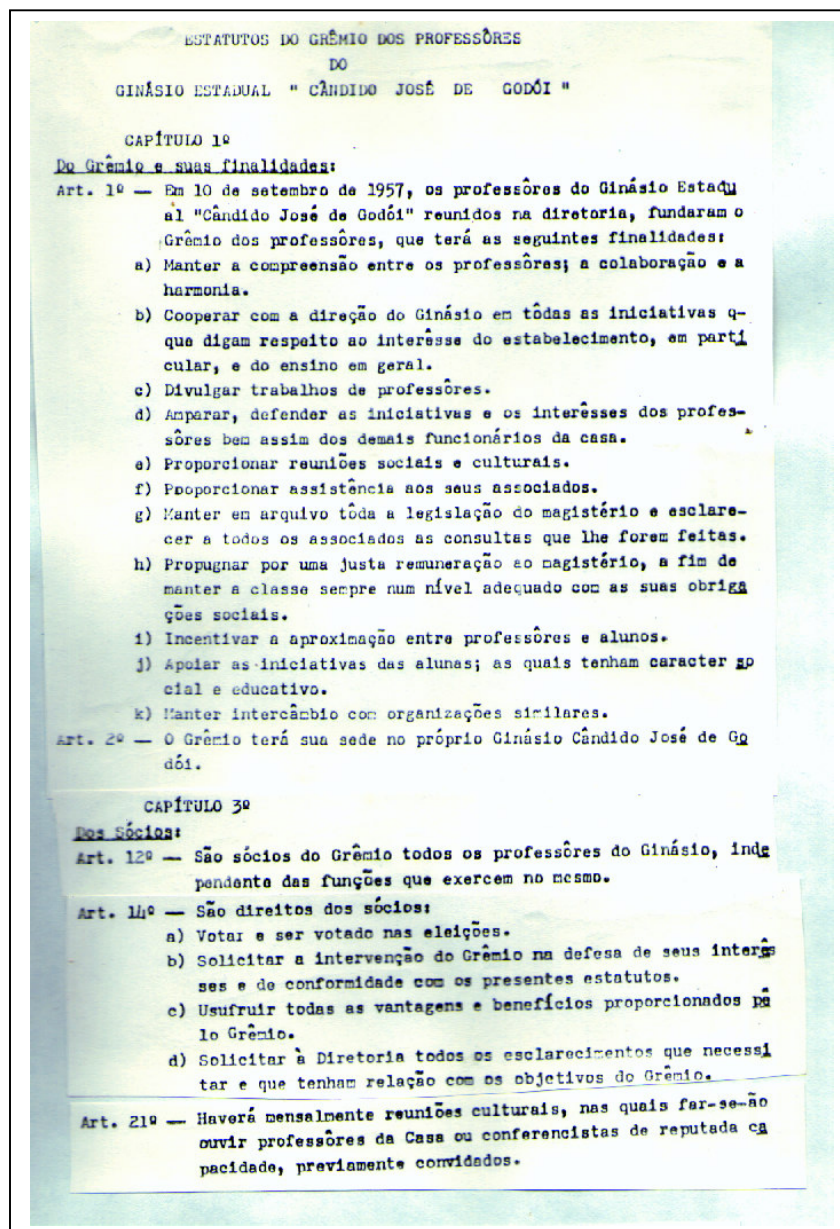 ESTATUTOS DO GRÊMIO DOS PROFESSÔRES
DO
GINÁSIO ESTADUAL " CÂNDIDO JOSÉ DE GODÓI "
CAPÍTULO 1º
Do Grêmio e suas finalidades:
Art. 1º — Em 10 de setembro de 1957, os professôres do Ginásio Estadu
al "Cândido José de Godói" reunidos na diretoria, fundaram o
Grêmio dos professôres, que terá as seguintes finalidades:
a) Manter a compreensão entre os professôres; a colaboração e a
harmonia.
b) Cooperar com a direção do Ginásio em tôdas as iniciativas q-
que digam respeito ao interêsse do estabelecimento, em parti
cular, e do ensino em geral.
c) Divulgar trabalhos de professôres.
d) Amparar, defender as iniciativas e os interêsses dos profes-
sôres bem assim dos demais funcionários da casa.
e) Proporcionar reuniões sociais e culturais.
f) Ppoporcionar assistência aos seus associados.
g) Manter em arquivo tôda a legislação do magistério e esclare-
cer a todos os associados as consultas que lhe forem feitas.
h) Propugnar por uma justa remuneração ao magistério, a fim de
manter a classe sempre num nível adequado com as suas obriga
ções sociais.
i) Incentivar a aproximação entre professôres e alunos.
j) Apoiar as iniciativas das alunas; as quais tenham caracter so
cial e educativo.
k) Manter intercâmbio com organizações similares.
Art. 2º — O Grêmio terá sua sede no próprio Ginásio Cândido José de Go
dói.
CAPÍTULO 3º
Dos Sócios:
Art. 12º — São sócios do Grêmio todos os professôres do Ginásio, inde
pendente das funções que exercem no mesmo.
Art. 14º — São direitos dos sócios:
a) Votar e ser votado nas eleições.
b) Solicitar a intervenção do Grêmio na defesa de seus interês
ses e de conformidade com os presentes estatutos.
c) Usufruir todas as vantagens e benefícios proporcionados pê
lo Grêmio.
d) Solicitar à Diretoria todos os esclarecimentos que necessi
tar e que tenham relação com os objetivos do Grêmio.
Art. 21º — Haverá mensalmente reuniões culturais, nas quais far-se-ão
ouvir professôres da Casa ou conferencistas de reputada ca
pacidade, previamente convidados.